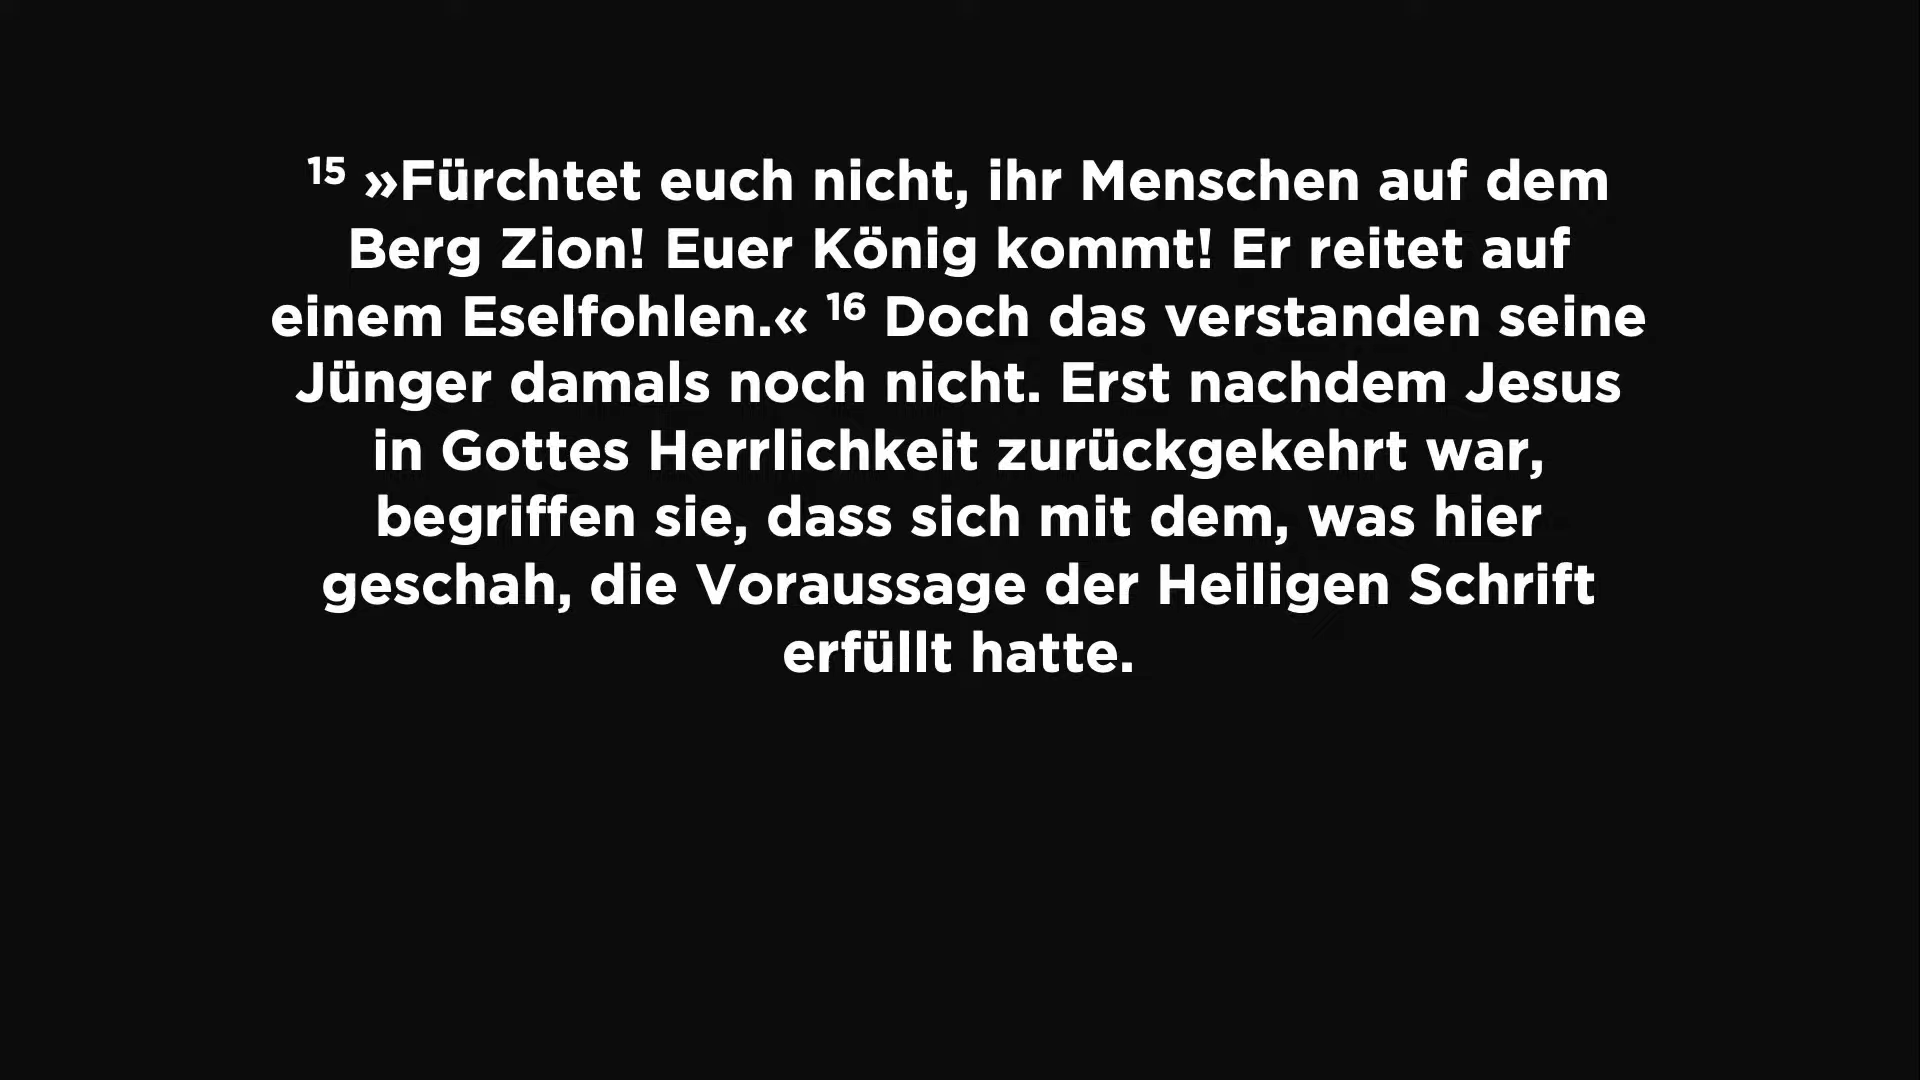 15 »Fürchtet euch nicht, ihr Menschen auf dem
Berg Zion! Euer König kommt! Er reitet auf
einem Eselfohlen.« 16 Doch das verstanden seine
Jünger damals noch nicht. Erst nachdem Jesus
in Gottes Herrlichkeit zurückgekehrt war,
begriffen sie, dass sich mit dem, was hier
geschah, die Voraussage der Heiligen Schrift
erfüllt hatte.